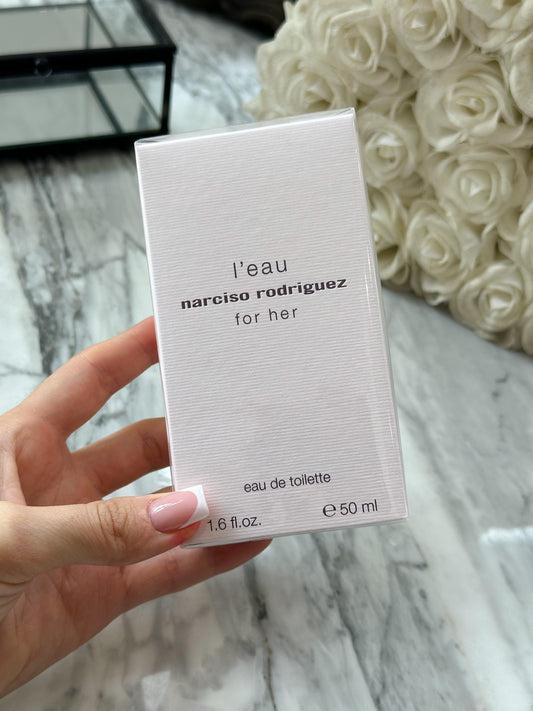 l'eau
narciso rodriguez
for her
eau de toilette
1.6 fl.oz. ℮ 50 ml